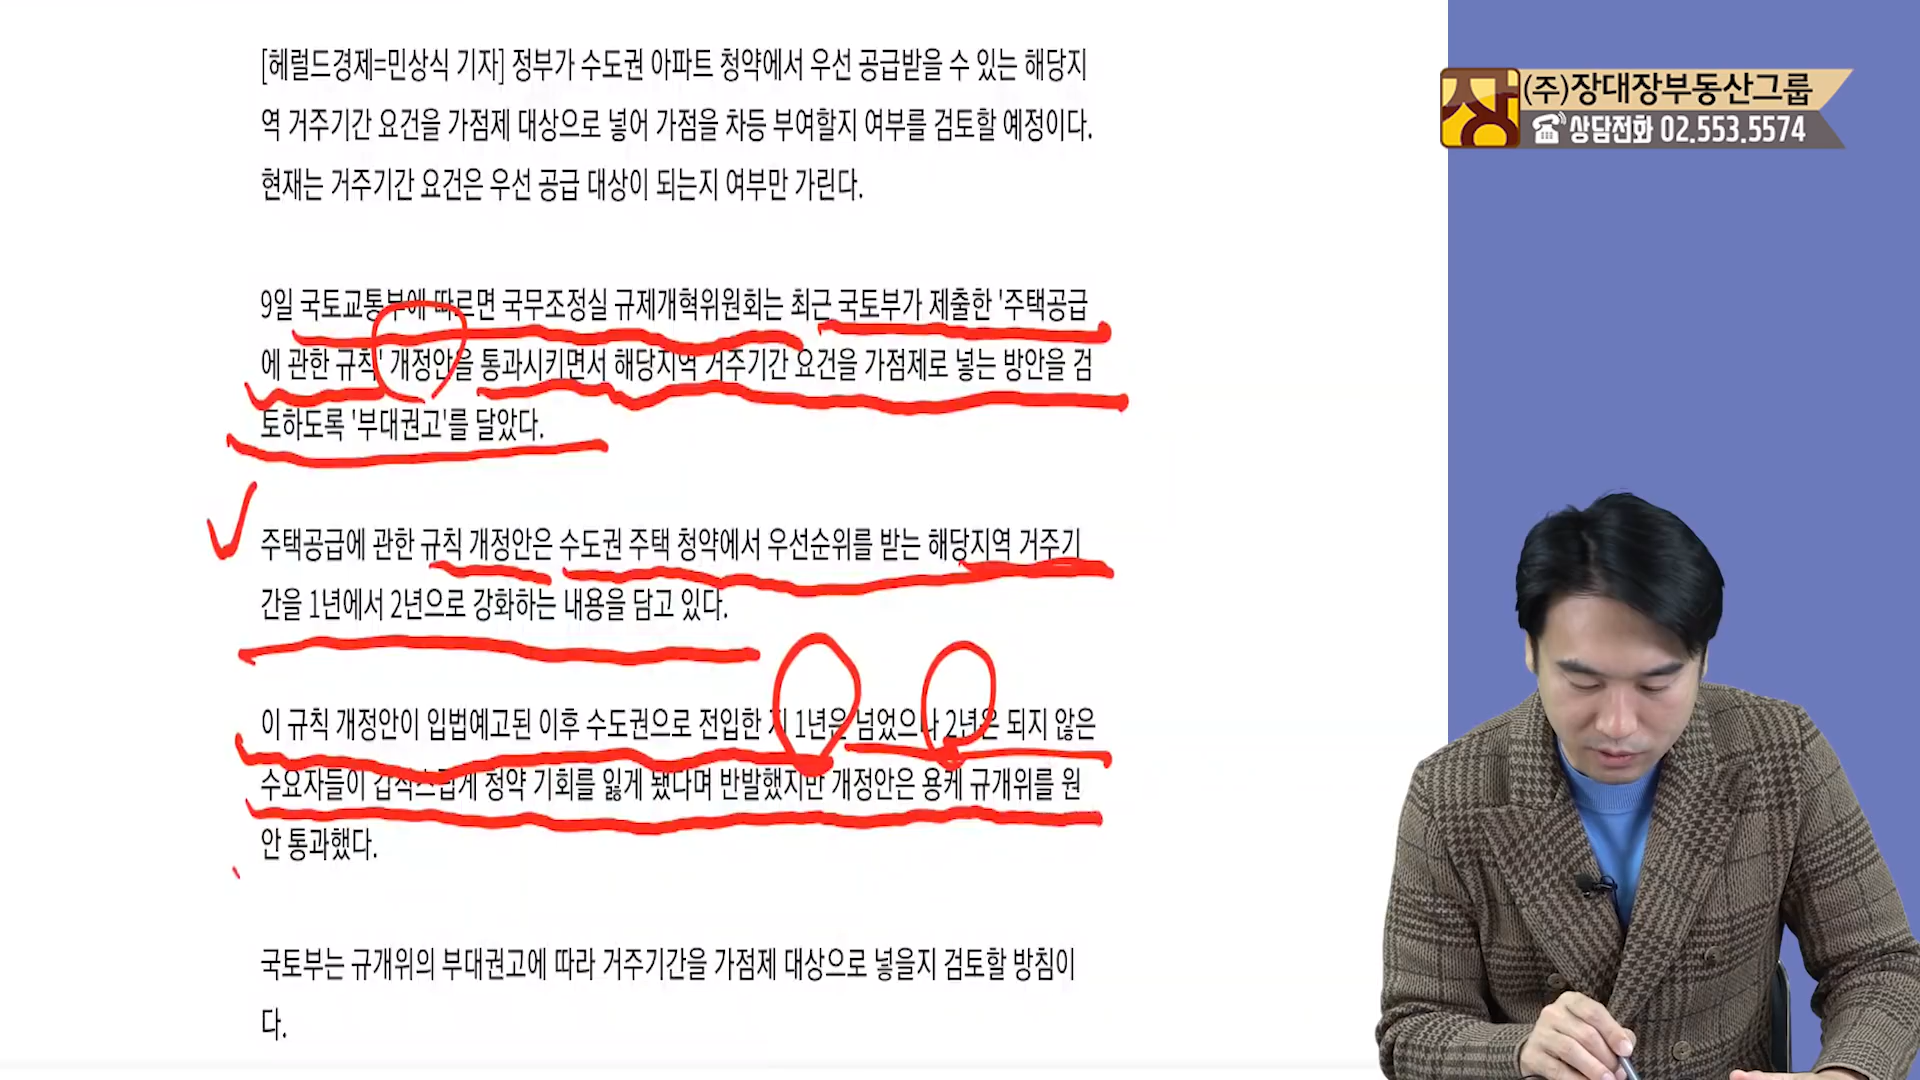 [헤럴드경제=민상식 기자] 정부가 수도권 아파트 청약에서 우선 공급받을 수 있는 해당지
역 거주기간 요건을 가점제 대상으로 넣어 가점을 차등 부여할지 여부를 검토할 예정이다.
현재는 거주기간 요건은 우선 공급 대상이 되는지 여부만 가린다.
9일 국토교통부에 따르면 국무조정실 규제개혁위원회는 최근 국토부가 제출한 '주택공급
에 관한 규칙' 개정안을 통과시키면서 해당지역 거주기간 요건을 가점제로 넣는 방안을 검
토하도록 '부대권고'를 달았다.
주택공급에 관한 규칙 개정안은 수도권 주택 청약에서 우선순위를 받는 해당지역 거주기
간을 1년에서 2년으로 강화하는 내용을 담고 있다.
이 규칙 개정안이 입법예고된 이후 수도권으로 전입한 지 1년은 넘었으나 2년은 되지 않은
수요자들이 갑작스럽게 청약 기회를 잃게 됐다며 반발했지만 개정안은 용케 규개위를 원
안 통과했다.
국토부는 규개위의 부대권고에 따라 거주기간을 가점제 대상으로 넣을지 검토할 방침이
다.
장
(주)장대장부동산그룹
상담전화 02.553.5574